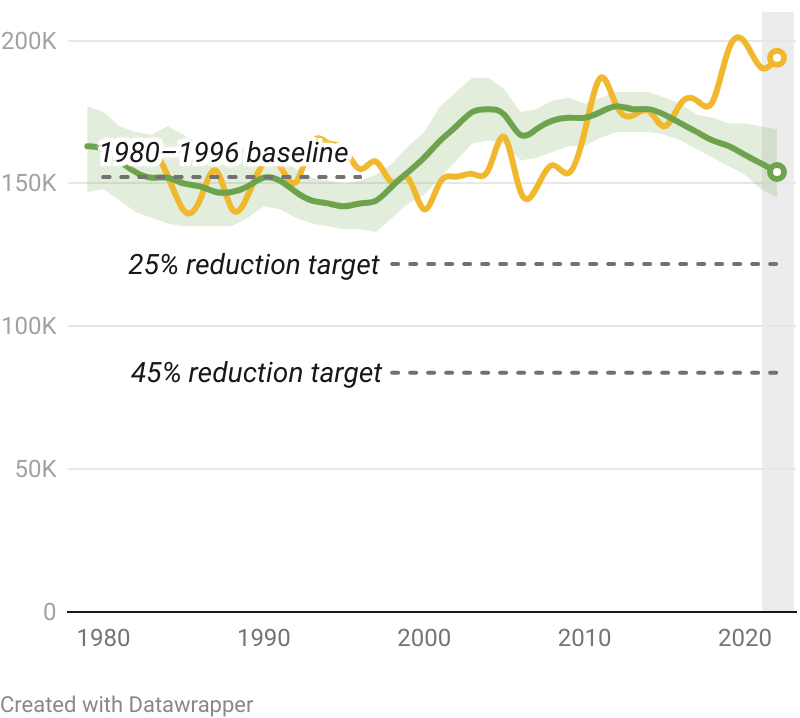 200K
1980–1996 baseline
150K
25% reduction target
100K
45% reduction target
50K
0
1980 1990 2000 2010 2020
Created with Datawrapper